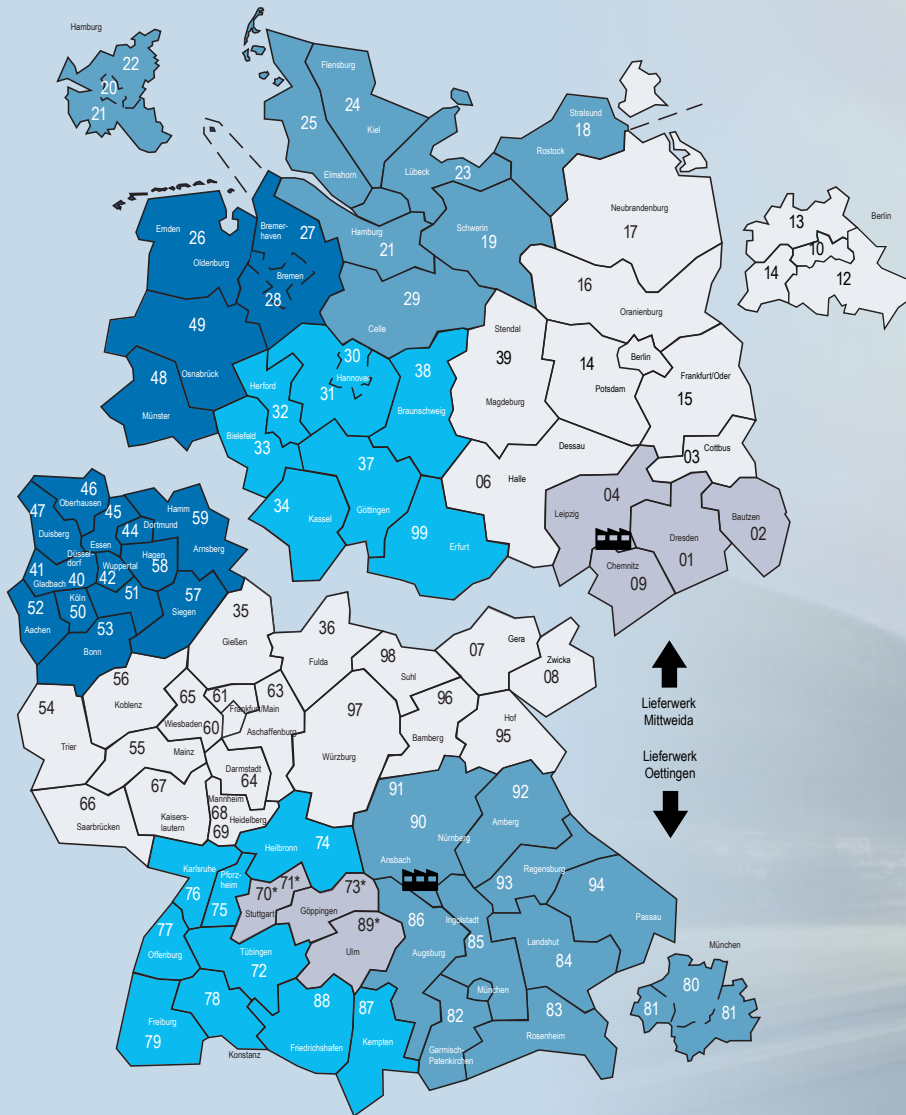 Hamburg
22
20
21
Flensburg
24
25
Kiel
Elmshorn
Lübeck
23
Stralsund
18
Rostock
Neubrandenburg
17
Berlin
13
10
14
12
Emden
26
Oldenburg
Bremer-
haven
27
Bremen
28
Hamburg
21
Schwerin
19
29
Celle
16
Oranienburg
49
Osnabrück
48
Münster
30
Hannover
31
38
Braunschweig
Stendal
39
Magdeburg
14
Potsdam
Berlin
Frankfurt/Oder
15
Herford
32
Bielefeld
33
34
Kassel
37
Göttingen
99
Erfurt
Dessau
06
Halle
03
Cottbus
04
Leipzig
Dresden
01
Bautzen
02
Chemnitz
09
46
Oberhausen
47
Duisberg
45
Essen
44
Dortmund
Hamm
59
Arnsberg
41
Gladbach
Düssel-
dorf
40
Wuppertal
42
Hagen
58
52
Aachen
Köln
50
51
53
Bonn
57
Siegen
35
Gießen
36
Fulda
98
Suhl
07
Gera
Zwicka
08
Lieferwerk
Mittweida
Lieferwerk
Oettingen
54
Trier
56
Koblenz
65
Wiesbaden
61
60
Frankfurt/Main
63
Aschaffenburg
97
Würzburg
96
Bamberg
Hof
95
55
Mainz
Darmstadt
64
66
Saarbrücken
67
Kaisers-
lautern
Mannheim
68
69
Heidelberg
91
90
Nürnberg
Ansbach
92
Amberg
Heilbronn
74
Karlsruhe
76
Pforz-
heim
75
71*
70*
Stuttgart
73*
Göppingen
89*
Ulm
Regensburg
93
94
Passau
77
Offenburg
Tübingen
72
86
Augsburg
Ingolstadt
85
Landshut
84
München
80
81
81
78
Freiburg
79
Konstanz
88
Friedrichshafen
87
Kempten
82
Garmisch-
Patenkirchen
München
83
Rosenheim